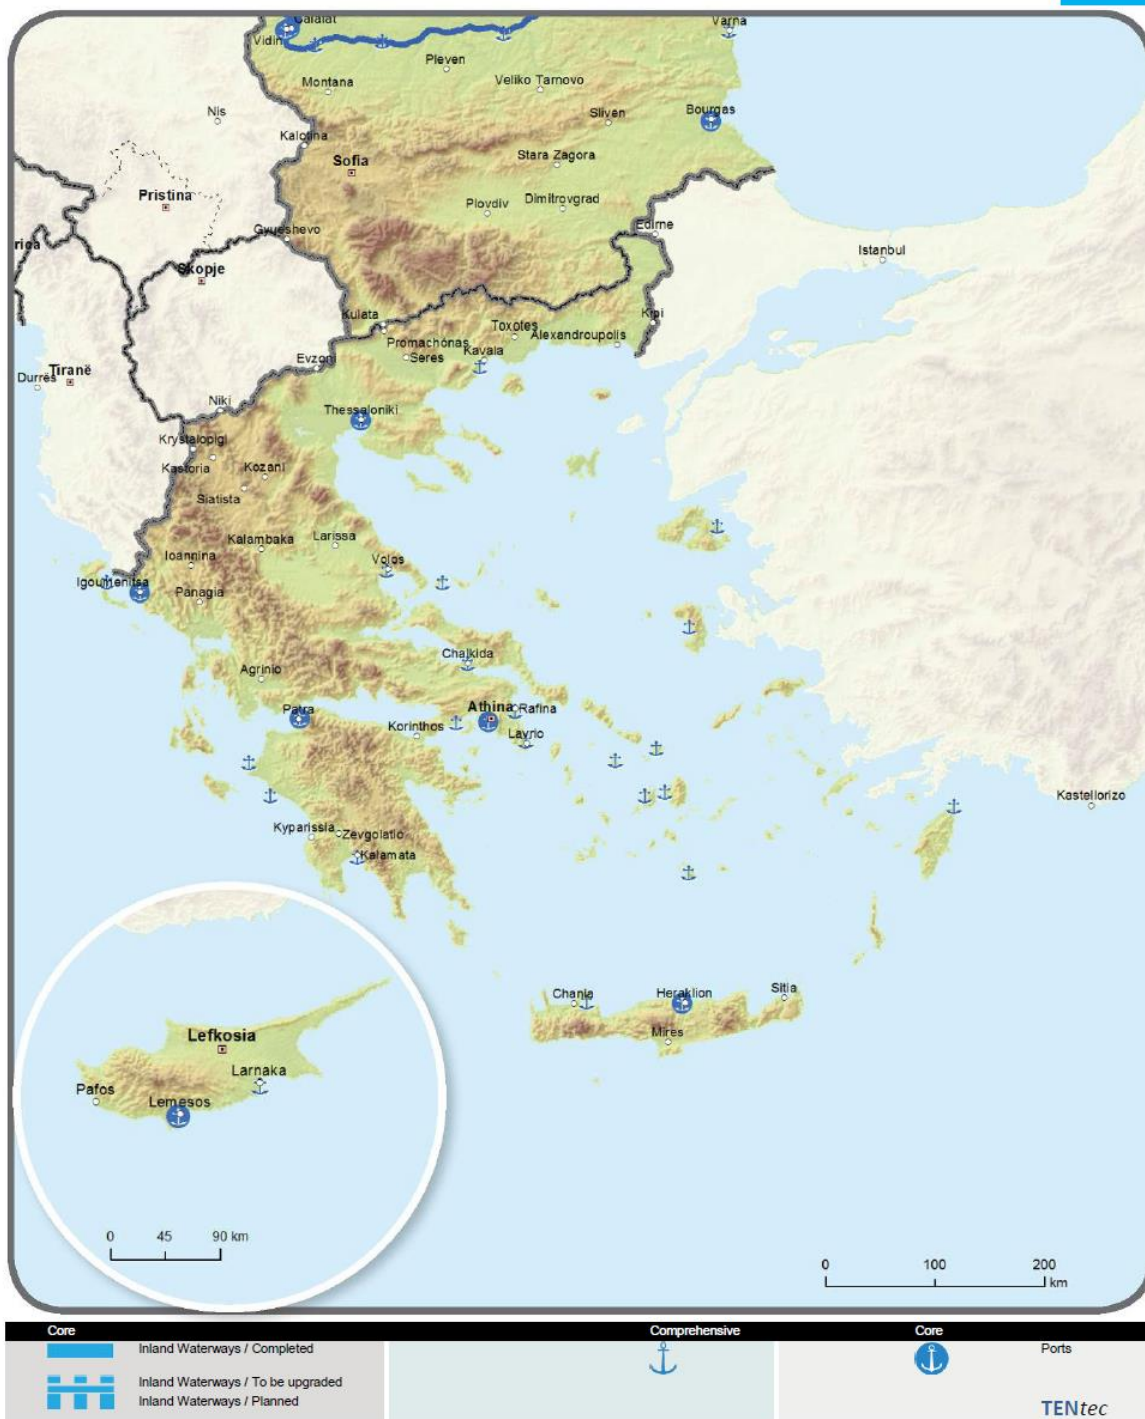 Calafat
Varna
Vidin
Pleven
Montana
Veliko Tarnovo
Nis
Sliven
Bourgas
Kalotina
Sofia
Stara Zagora
Pristina
Plovdiv
Dimitrovgrad
Gyueshevo
Edirne
rica
Istanbul
Skopje
Kulata
Toxotes
Kipi
Promachonas
Alexandroupolis
Seres
Kavala
Evzoni
Tiranë
Durrës
Niki
Thessaloniki
Krystalopigi
Kastoria
Kozani
Siatista
Larissa
Kalambaka
Ioannina
Volos
Igoumenitsa
Panagia
Chalkida
Agrinio
Patra
Athina
Rafina
Korinthos
Lavrio
Kastellorizo
Kyparissia
Zevgolatio
Kalamata
Chania
Heraklion
Sitia
Mires
Lefkosia
Larnaka
Pafos
Lemesos
0 45 90 km
0 100 200
km
Core
Comprehensive
Core
Inland Waterways / Completed
Ports
Inland Waterways / To be upgraded
Inland Waterways / Planned
TENtec